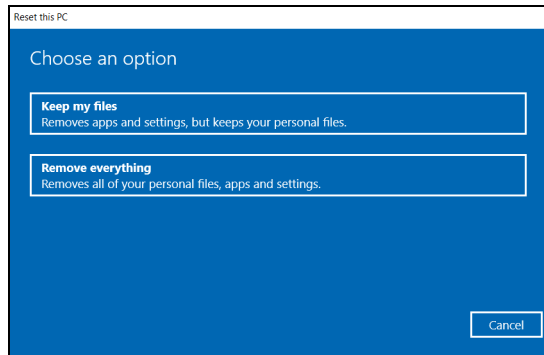 Reset this PC
Choose an option
Keep my files
Removes apps and settings, but keeps your personal files.
Remove everything
Removes all of your personal files, apps and settings.
Cancel